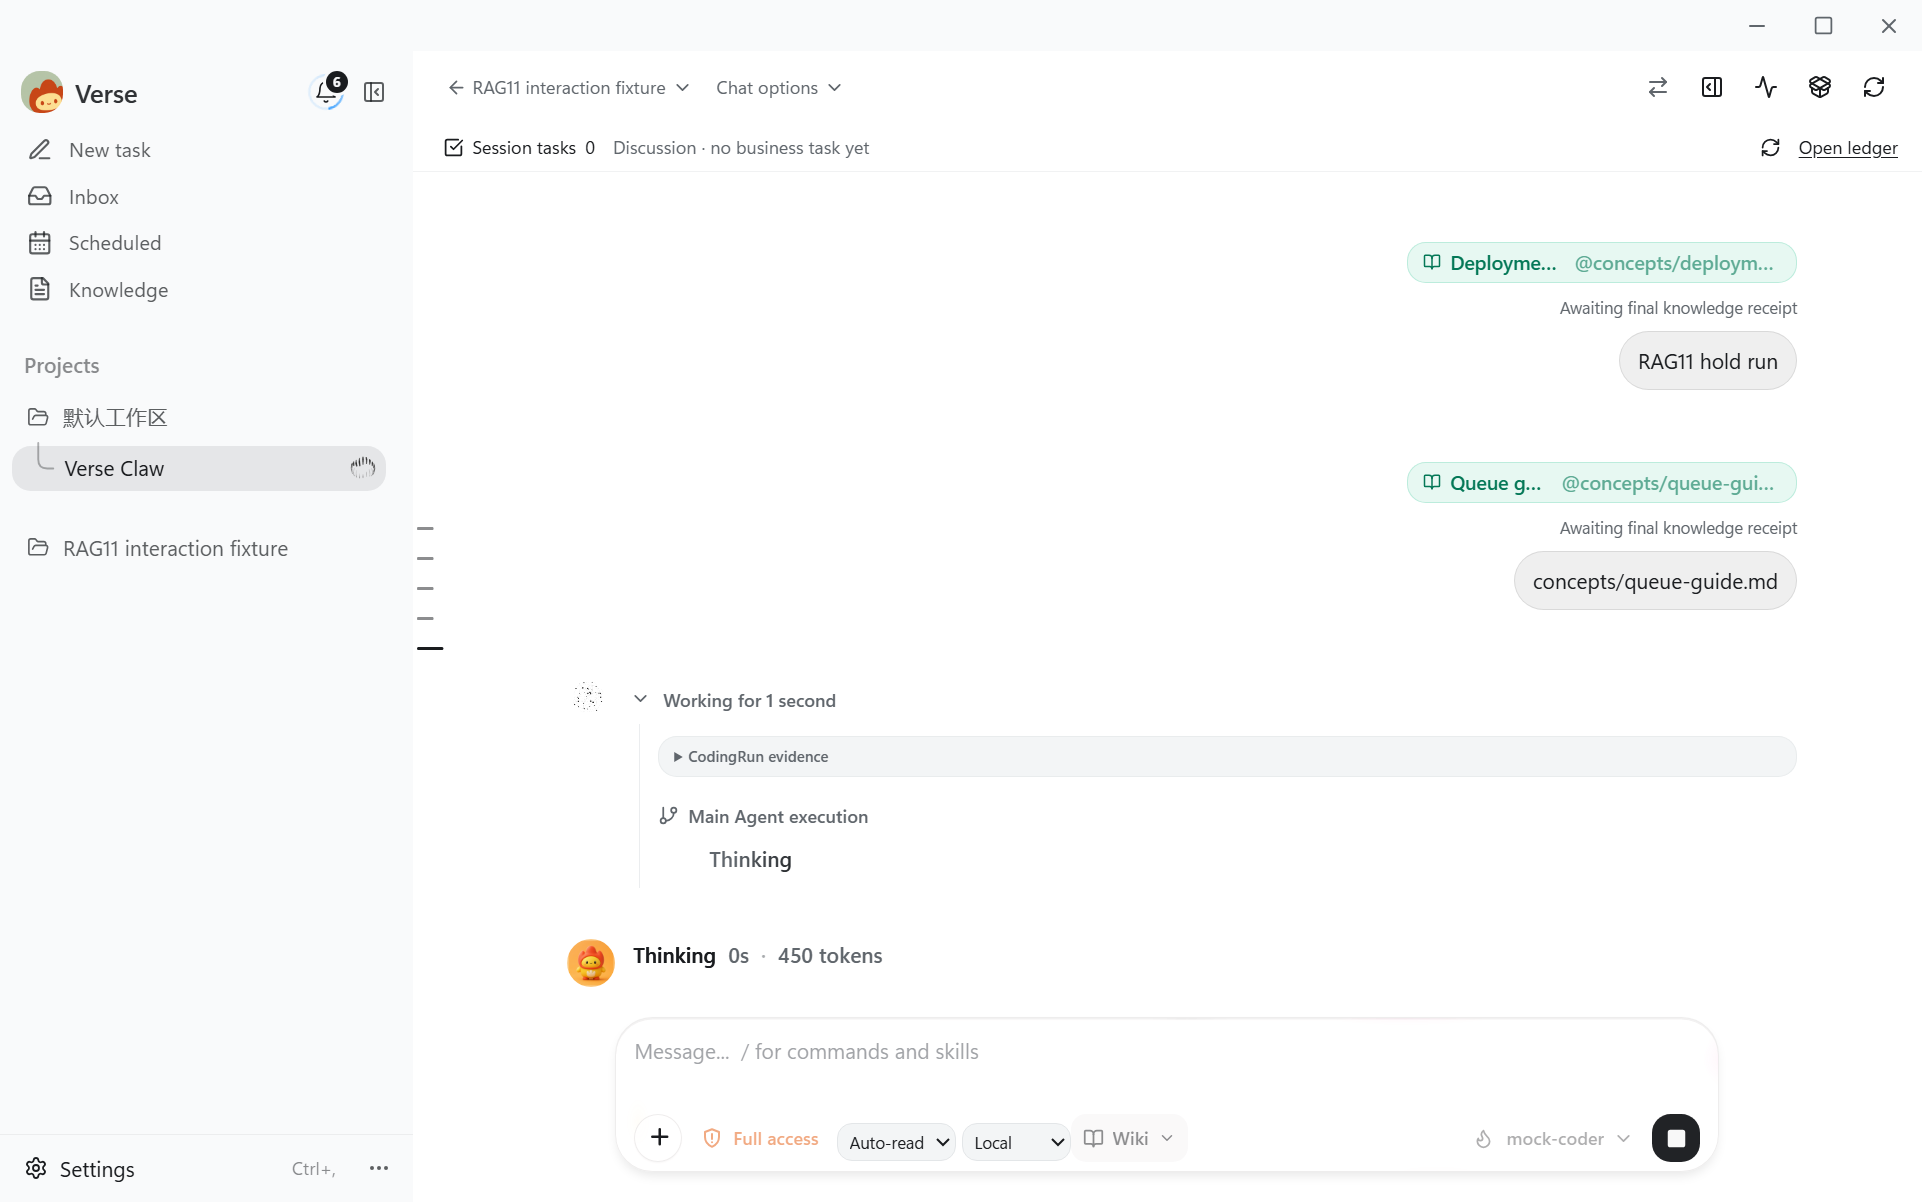 Verse
6
New task
Inbox
Scheduled
Knowledge
Projects
默认工作区
Verse Claw
RAG11 interaction fixture
Settings
Ctrl+,
RAG11 interaction fixture
Chat options
Session tasks 0 Discussion · no business task yet
Open ledger
Deployme... @concepts/deploym...
Awaiting final knowledge receipt
RAG11 hold run
Queue g... @concepts/queue-gui...
Awaiting final knowledge receipt
concepts/queue-guide.md
Working for 1 second
CodingRun evidence
Main Agent execution
Thinking
Thinking 0s · 450 tokens
Message... / for commands and skills
Full access Auto-read Local Wiki mock-coder